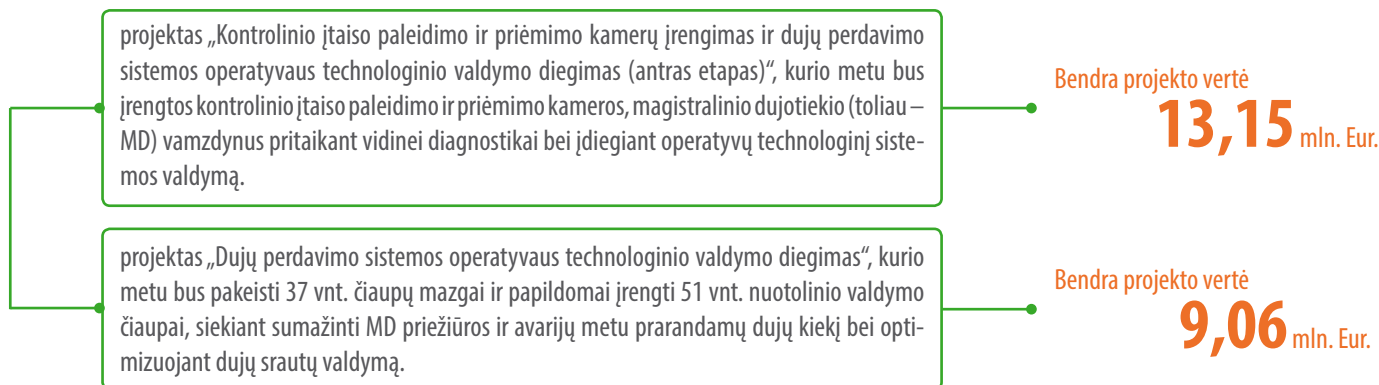 projektas „Kontrolinio įtaiso paleidimo ir priėmimo kamerų įrengimas ir dujų perdavimo
sistemos operatyvaus technologinio valdymo diegimas (antras etapas)“, kurio metu bus
įrengtos kontrolinio įtaiso paleidimo ir priėmimo kameros, magistralinio dujotiekio (toliau –
MD) vamzdynus pritaikant vidinei diagnostikai bei įdiegiant operatyvų technologinį siste-
mos valdymą.
Bendra projekto vertė
13,15 mln. Eur.
projektas „Dujų perdavimo sistemos operatyvaus technologinio valdymo diegimas“, kurio
metu bus pakeisti 37 vnt. čiaupų mazgai ir papildomai įrengti 51 vnt. nuotolinio valdymo
čiaupai, siekiant sumažinti MD priežiūros ir avarijų metu prarandamų dujų kiekį bei opti-
mizuojant dujų srautų valdymą.
Bendra projekto vertė
9,06 mln. Eur.